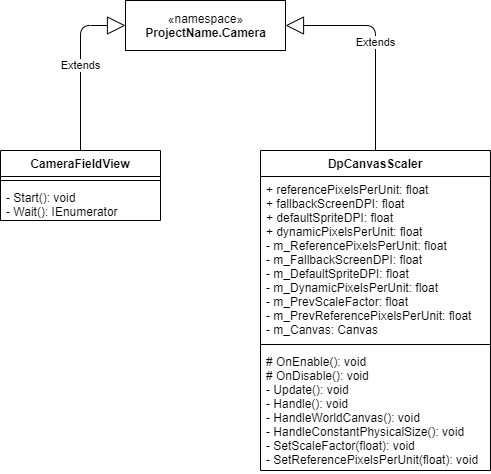 «namespace»
ProjectName.Camera
Extends
Extends
CameraFieldView
- Start(): void
- Wait(): IEnumerator
DpCanvasScaler
+ referencePixelsPerUnit: float
+ fallbackScreenDPI: float
+ defaultSpriteDPI: float
+ dynamicPixelsPerUnit: float
- m_ReferencePixelsPerUnit: float
- m_FallbackScreenDPI: float
- m_DefaultSpriteDPI: float
- m_DynamicPixelsPerUnit: float
- m_PrevScaleFactor: float
- m_PrevReferencePixelsPerUnit: float
- m_Canvas: Canvas
# OnEnable(): void
# OnDisable(): void
- Update(): void
- Handle(): void
- HandleWorldCanvas(): void
- HandleConstantPhysicalSize(): void
- SetScaleFactor(float): void
- SetReferencePixelsPerUnit(float): void